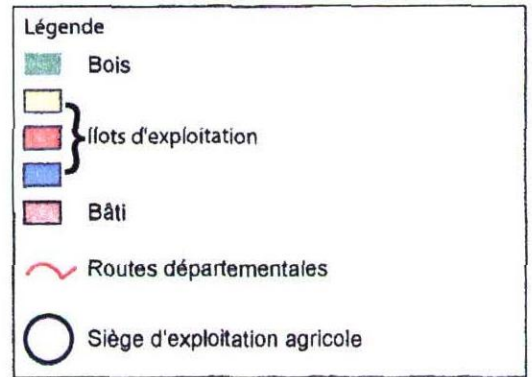 Légende
Bois
Îlots d'exploitation
Bâti
Routes départementales
Siège d'exploitation agricole